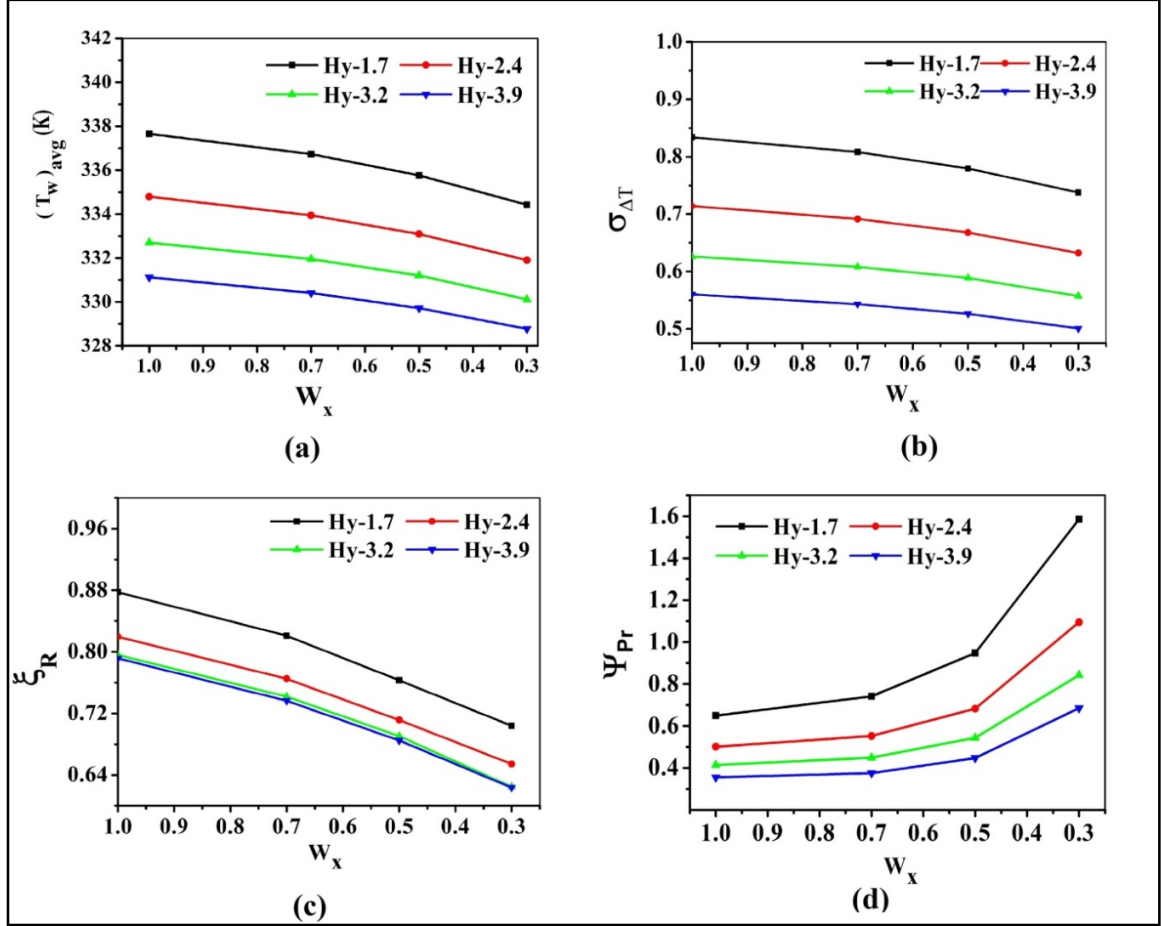 342
340
338
336
334
332
330
328
(T_w)_avg (K)
Hy-1.7 Hy-2.4
Hy-3.2 Hy-3.9
1.0 0.9 0.8 0.7 0.6 0.5 0.4 0.3
W_x
(a)
1.0
0.9
0.8
0.7
0.6
0.5
σ_ΔT
Hy-1.7 Hy-2.4
Hy-3.2 Hy-3.9
1.0 0.9 0.8 0.7 0.6 0.5 0.4 0.3
W_x
(b)
0.96
0.88
0.80
0.72
0.64
ξ_R
Hy-1.7 Hy-2.4
Hy-3.2 Hy-3.9
1.0 0.9 0.8 0.7 0.6 0.5 0.4 0.3
W_x
(c)
1.6
1.4
1.2
1.0
0.8
0.6
0.4
Ψ_Pr
Hy-1.7 Hy-2.4
Hy-3.2 Hy-3.9
1.0 0.9 0.8 0.7 0.6 0.5 0.4 0.3
W_x
(d)